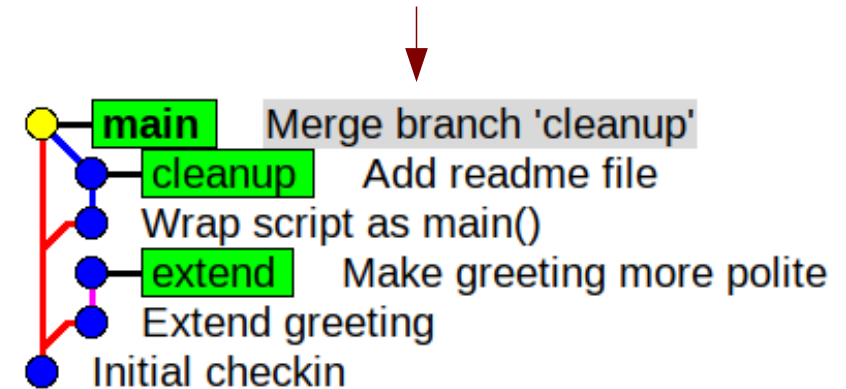 main Merge branch 'cleanup'
cleanup Add readme file
Wrap script as main()
extend Make greeting more polite
Extend greeting
Initial checkin